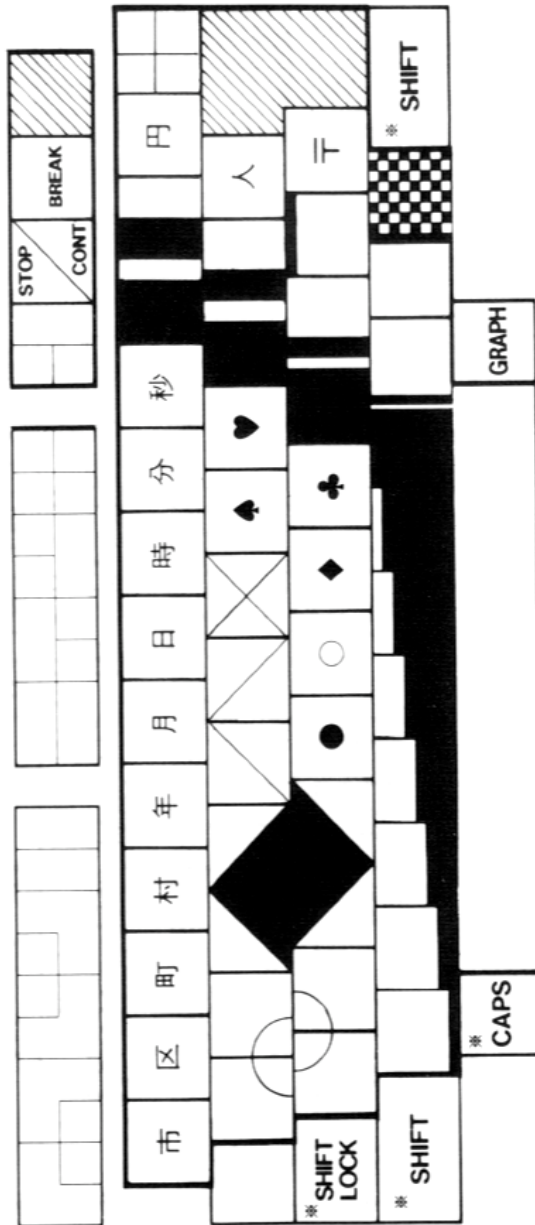 STOP CONT BREAK
市 区 町 村 年 月 日 時 分 秒 円
♠ ♥ 人
※ SHIFT LOCK ● ○ ◆ ♣ 〒
※ SHIFT ※ SHIFT
※ CAPS GRAPH